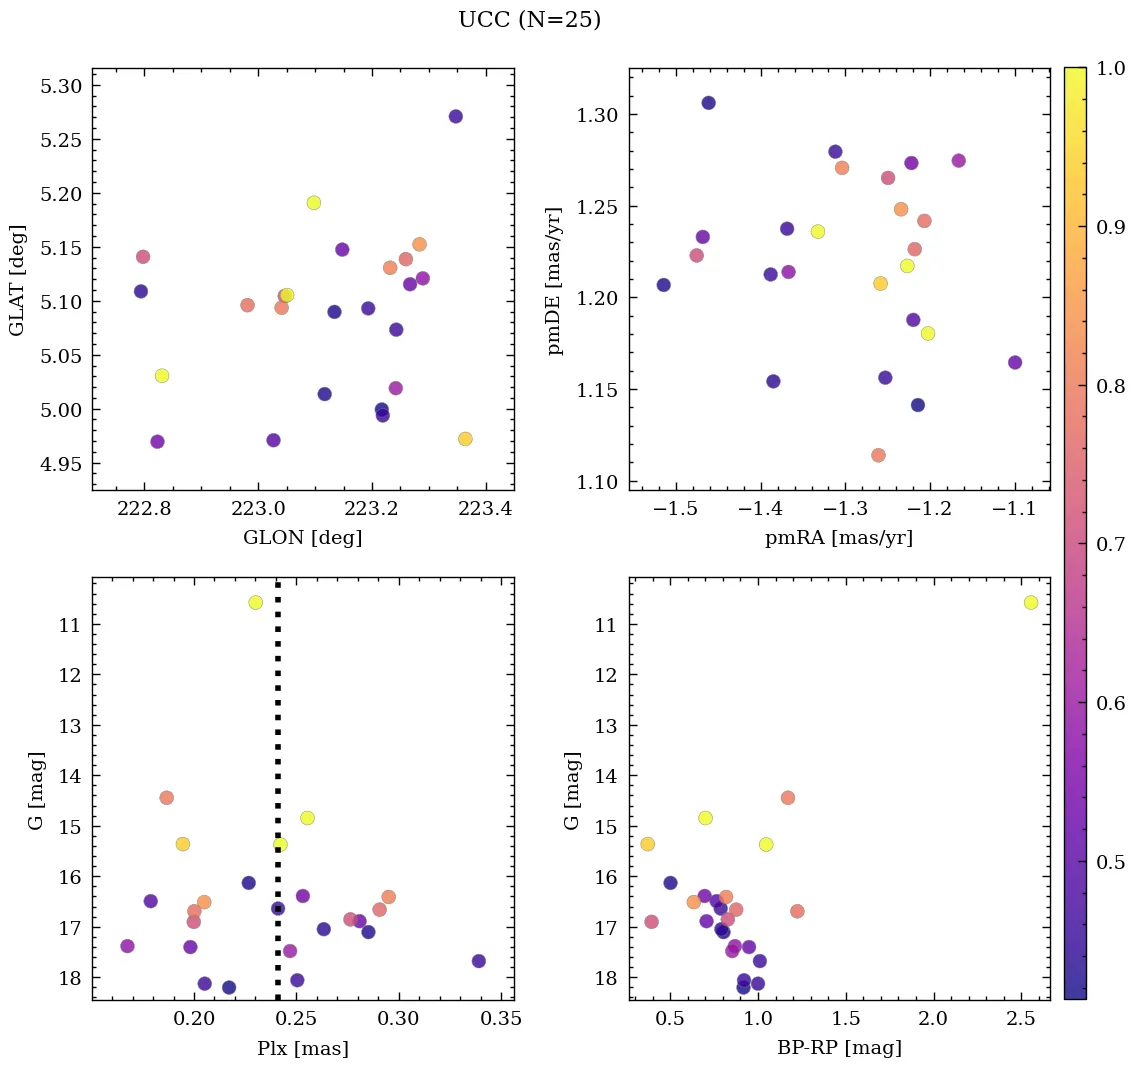 UCC (N=25)
5.30
5.25
5.20
5.15
5.10
5.05
5.00
4.95
GLAT [deg]
222.8 223.0 223.2 223.4
GLON [deg]
1.30
1.25
1.20
1.15
1.10
pmDE [mas/yr]
−1.5 −1.4 −1.3 −1.2 −1.1
pmRA [mas/yr]
1.0
0.9
0.8
0.7
0.6
0.5
11
12
13
14
15
16
17
18
G [mag]
0.20 0.25 0.30 0.35
Plx [mas]
11
12
13
14
15
16
17
18
G [mag]
0.5 1.0 1.5 2.0 2.5
BP-RP [mag]